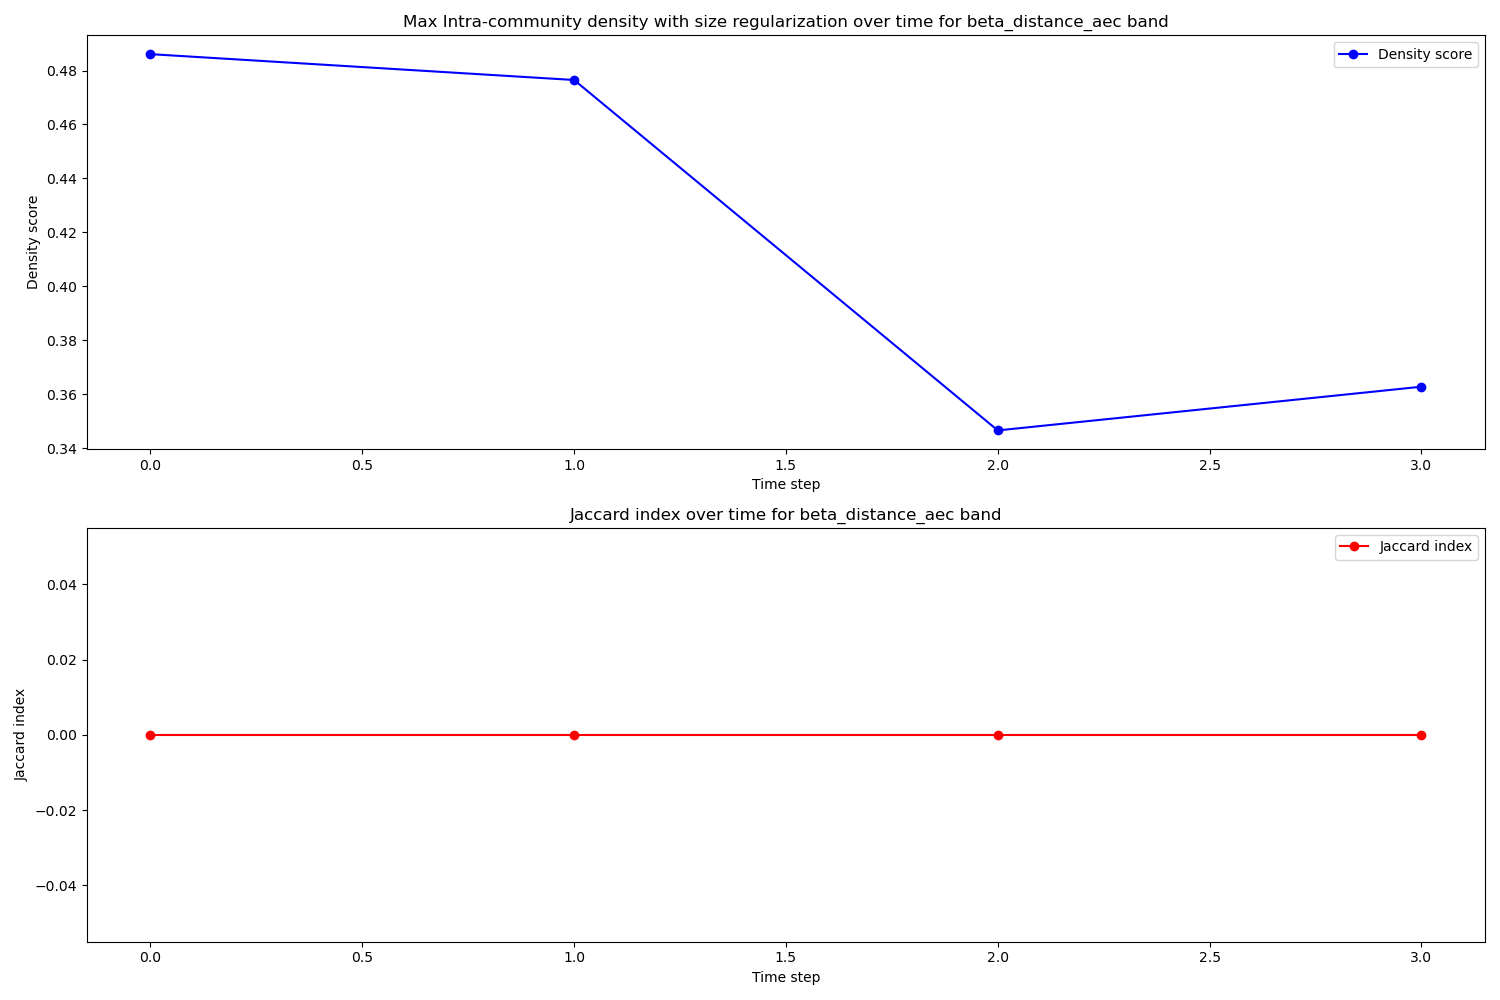 Max Intra-community density with size regularization over time for beta_distance_aec band
Density score
0.48
0.46
0.44
0.42
0.40
0.38
0.36
0.34
Density score
0.0 0.5 1.0 1.5 2.0 2.5 3.0
Time step
Jaccard index over time for beta_distance_aec band
Jaccard index
0.04
0.02
0.00
−0.02
−0.04
Jaccard index
0.0 0.5 1.0 1.5 2.0 2.5 3.0
Time step